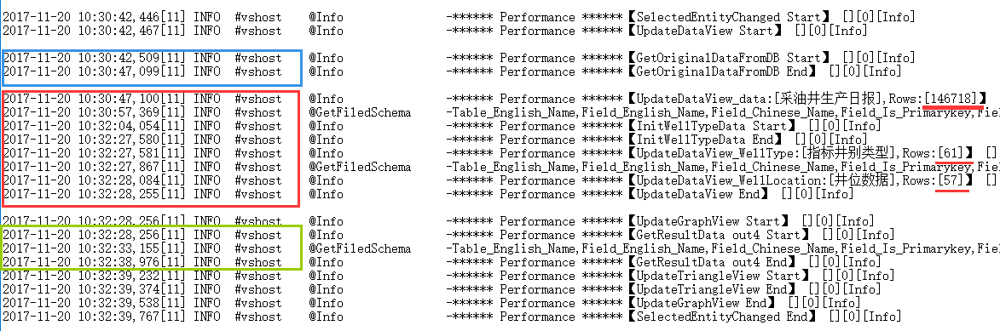 2017-11-20 10:30:42,446[11] INFO #vshost @Info -****** Performance ******【SelectedEntityChanged Start】 [][0][Info]
2017-11-20 10:30:42,467[11] INFO #vshost @Info -****** Performance ******【UpdateDataView Start】 [][0][Info]
2017-11-20 10:30:42,509[11] INFO #vshost @Info -****** Performance ******【GetOriginalDataFromDB Start】 [][0][Info]
2017-11-20 10:30:47,099[11] INFO #vshost @Info -****** Performance ******【GetOriginalDataFromDB End】 [][0][Info]
2017-11-20 10:30:47,100[11] INFO #vshost @Info -****** Performance ******【UpdateDataView_data:[采油井生产日报],Rows:[146718]】
2017-11-20 10:30:57,369[11] INFO #vshost @GetFiledSchema -Table_English_Name,Field_English_Name,Field_Chinese_Name,Field_Is_Primarykey,Fie
2017-11-20 10:32:04,054[11] INFO #vshost @Info -****** Performance ******【InitWellTypeData Start】 [][0][Info]
2017-11-20 10:32:27,580[11] INFO #vshost @Info -****** Performance ******【InitWellTypeData End】 [][0][Info]
2017-11-20 10:32:27,581[11] INFO #vshost @Info -****** Performance ******【UpdateDataView_WellType:[指标井别类型],Rows:[61]】 []
2017-11-20 10:32:27,867[11] INFO #vshost @GetFiledSchema -Table_English_Name,Field_English_Name,Field_Chinese_Name,Field_Is_Primarykey,Fie
2017-11-20 10:32:28,084[11] INFO #vshost @Info -****** Performance ******【UpdateDataView_WellLocation:[井位数据],Rows:[57]】 []
2017-11-20 10:32:28,255[11] INFO #vshost @Info -****** Performance ******【UpdateDataView End】 [][0][Info]
2017-11-20 10:32:28,256[11] INFO #vshost @Info -****** Performance ******【UpdateGraphView Start】 [][0][Info]
2017-11-20 10:32:28,256[11] INFO #vshost @Info -****** Performance ******【GetResultData out4 Start】 [][0][Info]
2017-11-20 10:32:33,155[11] INFO #vshost @GetFiledSchema -Table_English_Name,Field_English_Name,Field_Chinese_Name,Field_Is_Primarykey,Fie
2017-11-20 10:32:38,976[11] INFO #vshost @Info -****** Performance ******【GetResultData out4 End】 [][0][Info]
2017-11-20 10:32:39,232[11] INFO #vshost @Info -****** Performance ******【UpdateTriangleView Start】 [][0][Info]
2017-11-20 10:32:39,374[11] INFO #vshost @Info -****** Performance ******【UpdateTriangleView End】 [][0][Info]
2017-11-20 10:32:39,538[11] INFO #vshost @Info -****** Performance ******【UpdateGraphView End】 [][0][Info]
2017-11-20 10:32:39,767[11] INFO #vshost @Info -****** Performance ******【SelectedEntityChanged End】 [][0][Info]